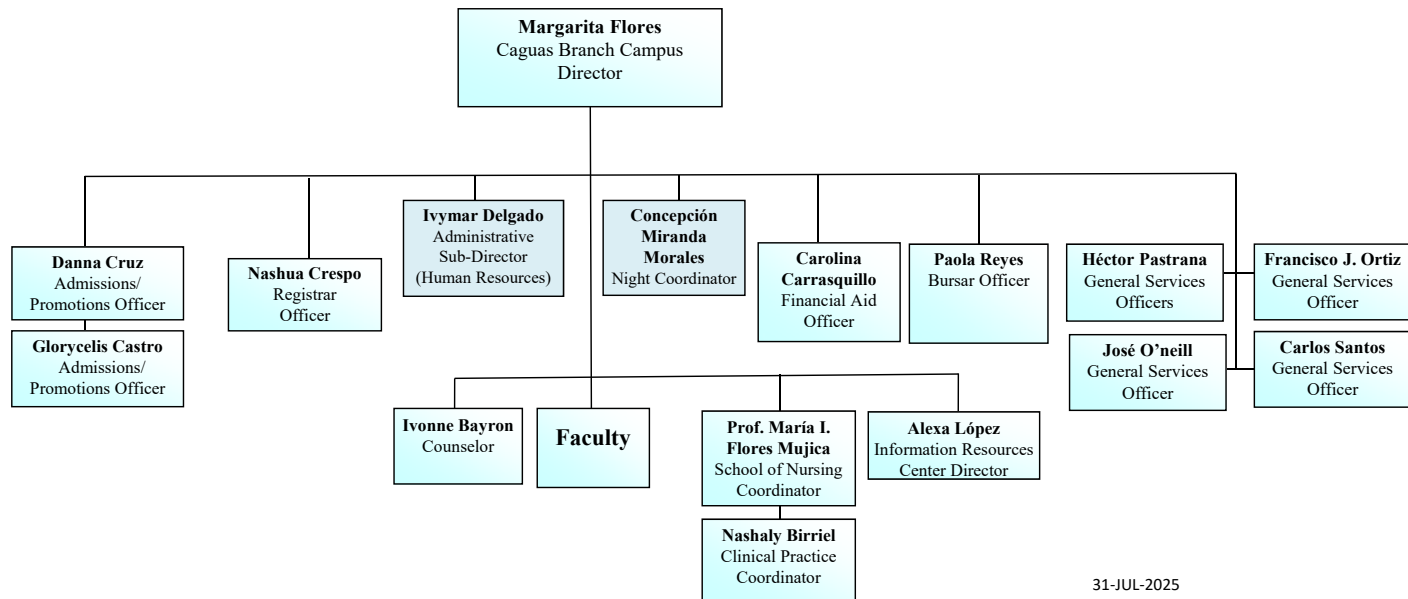 Margarita Flores
Caguas Branch Campus
Director
Danna Cruz
Admissions/
Promotions Officer
Glorycelis Castro
Admissions/
Promotions Officer
Nashua Crespo
Registrar
Officer
Ivymar Delgado
Administrative
Sub-Director
(Human Resources)
Concepción
Miranda
Morales
Night Coordinator
Carolina
Carrasquillo
Financial Aid
Officer
Paola Reyes
Bursar Officer
Héctor Pastrana
General Services
Officers
Francisco J. Ortiz
General Services
Officer
José O’neill
General Services
Officer
Carlos Santos
General Services
Officer
Ivonne Bayron
Counselor
Faculty
Prof. María I.
Flores Mujica
School of Nursing
Coordinator
Alexa López
Information Resources
Center Director
Nashaly Birriel
Clinical Practice
Coordinator
31-JUL-2025